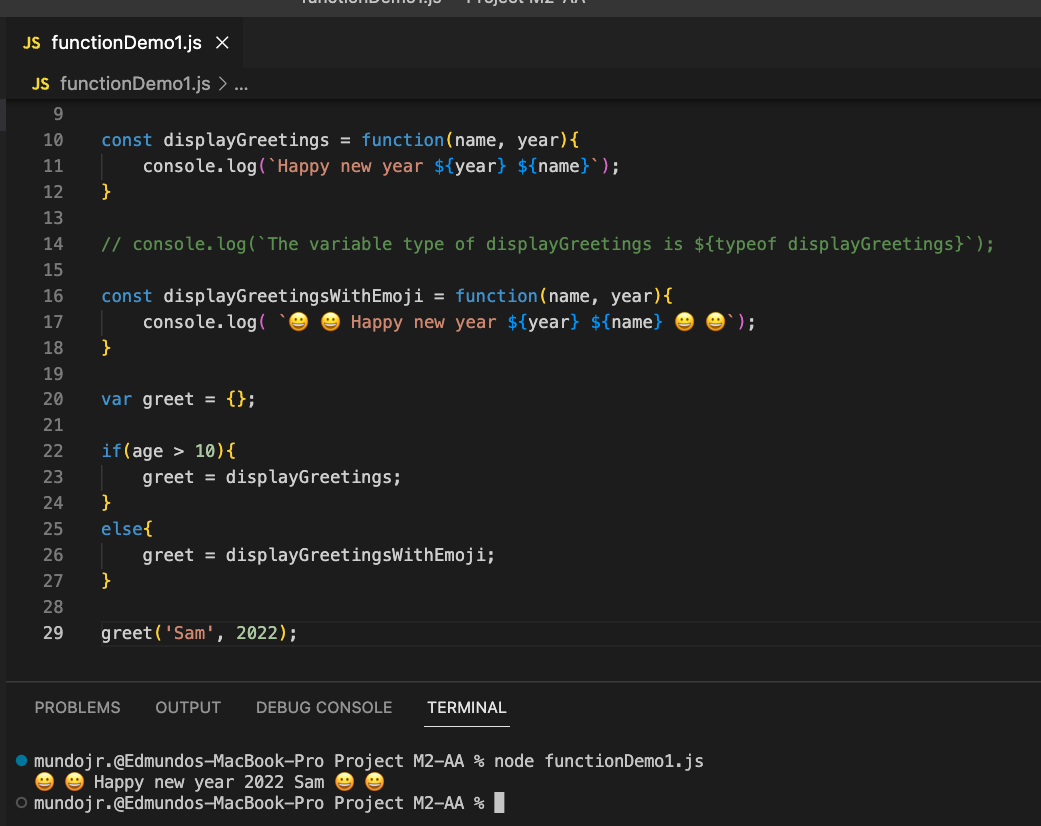 functionDemo1.js — Project M2-AA
JS functionDemo1.js ×
JS functionDemo1.js > ...
9
10 const displayGreetings = function(name, year){
11     console.log(`Happy new year ${year} ${name}`);
12 }
13
14 // console.log(`The variable type of displayGreetings is ${typeof displayGreetings}`);
15
16 const displayGreetingsWithEmoji = function(name, year){
17     console.log( `😀 😀 Happy new year ${year} ${name} 😀 😀`);
18 }
19
20 var greet = {};
21
22 if(age > 10){
23     greet = displayGreetings;
24 }
25 else{
26     greet = displayGreetingsWithEmoji;
27 }
28
29 greet('Sam', 2022);
PROBLEMS OUTPUT DEBUG CONSOLE TERMINAL
mundojr.@Edmundos-MacBook-Pro Project M2-AA % node functionDemo1.js
😀 😀 Happy new year 2022 Sam 😀 😀
mundojr.@Edmundos-MacBook-Pro Project M2-AA %